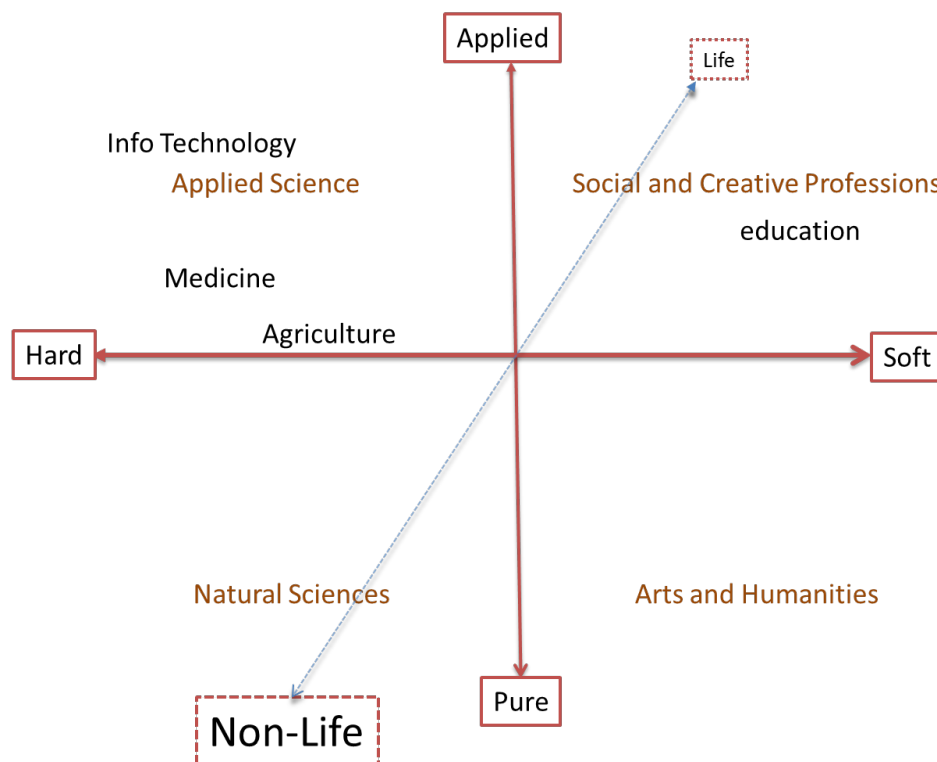 Applied
Life
Info Technology
Applied Science
Social and Creative Professions
education
Medicine
Agriculture
Hard
Soft
Natural Sciences
Arts and Humanities
Pure
Non-Life